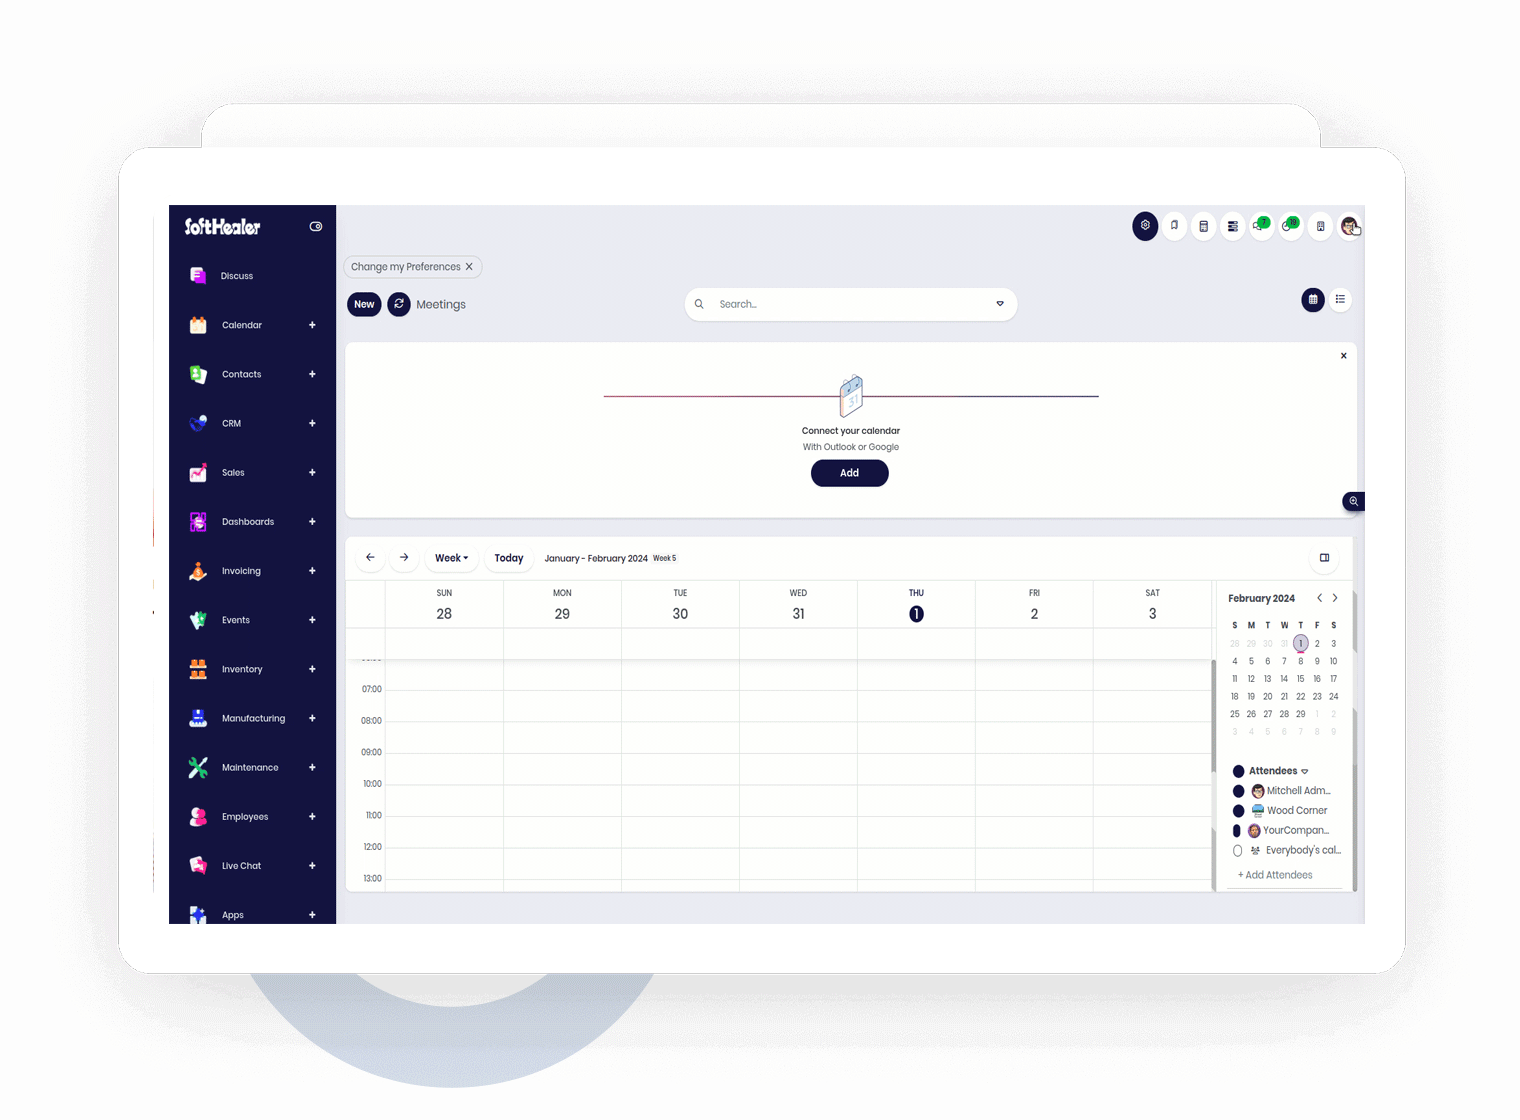 SoftHealer
7
19
Discuss
Calendar +
Contacts +
CRM +
Sales +
Dashboards +
Invoicing +
Events +
Inventory +
Manufacturing +
Maintenance +
Employees +
Live Chat +
Apps +
Change my Preferences X
New Meetings
Search...
x
31
Connect your calendar
With Outlook or Google
Add
Week Today January - February 2024 Week 5
SUN MON TUE WED THU FRI SAT
28 29 30 31 1 2 3
07:00
08:00
09:00
10:00
11:00
12:00
13:00
February 2024
S M T W T F S
28 29 30 31 1 2 3
4 5 6 7 8 9 10
11 12 13 14 15 16 17
18 19 20 21 22 23 24
25 26 27 28 29 1 2
3 4 5 6 7 8 9
Attendees
Mitchell Adm...
Wood Corner
YourCompan...
Everybody's cal...
+ Add Attendees